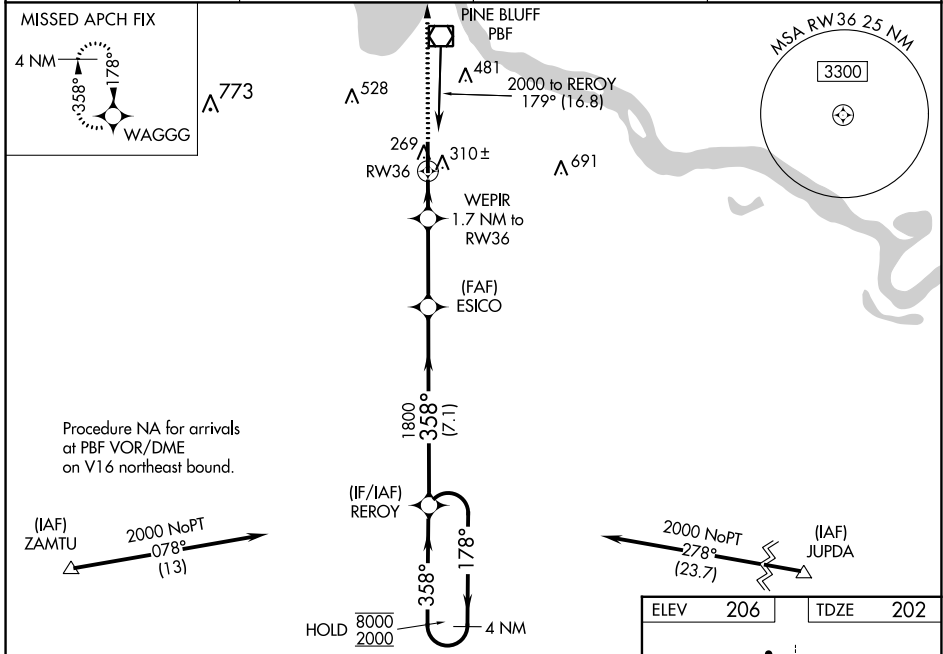 MISSED APCH FIX
4 NM
358°
178°
WAGGG
773
528
PINE BLUFF
PBF
481
2000 to REROY
179° (16.8)
MSA RW36 25 NM
3300
269
310±
691
RW36
WEPIR
1.7 NM to
RW36
(FAF)
ESICO
1800
358°
(7.1)
Procedure NA for arrivals
at PBF VOR/DME
on V16 northeast bound.
(IF/IAF)
REROY
(IAF)
ZAMTU
2000 NoPT
078°
(13)
2000 NoPT
278°
(23.7)
(IAF)
JUPDA
358°
178°
HOLD
8000
2000
4 NM
ELEV 206
TDZE 202